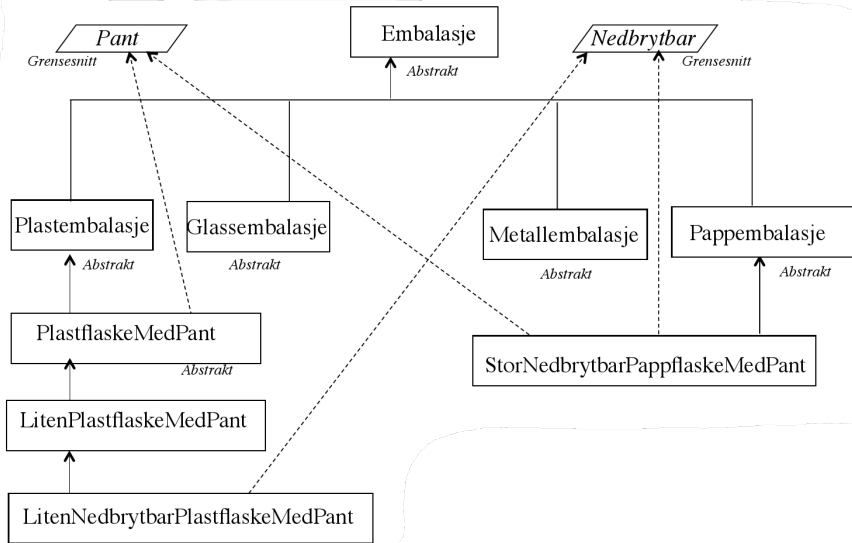 Pant
Grensesnitt
Embalasje
Abstrakt
Nedbrytbar
Grensesnitt
Plastembalasje
Abstrakt
Glassembalasje
Abstrakt
Metallembalasje
Abstrakt
Pappembalasje
Abstrakt
PlastflaskeMedPant
Abstrakt
StorNedbrytbarPappflaskeMedPant
LitenPlastflaskeMedPant
LitenNedbrytbarPlastflaskeMedPant